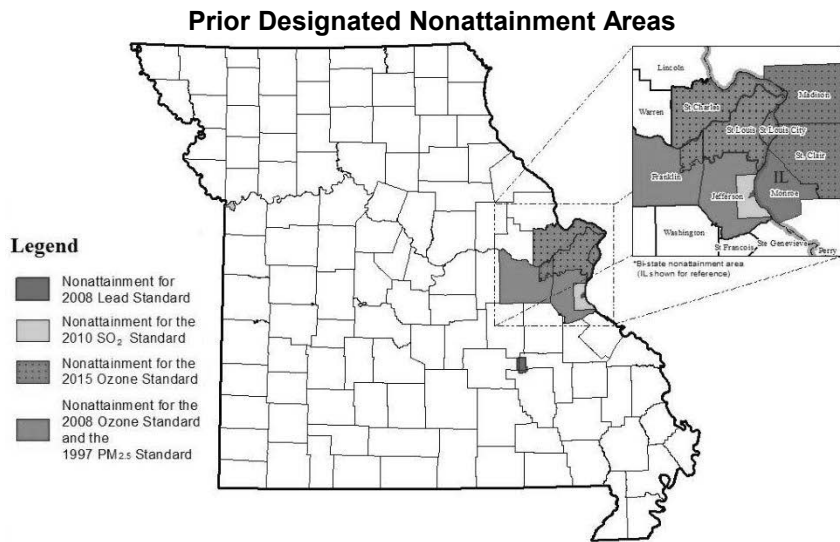 Prior Designated Nonattainment Areas
Lincoln
Warren
St Charles
Madison
St Louis
St Louis City
St. Clair
Franklin
IL
Jefferson
Monroe
Washington
St Francois
Ste Genevieve
Perry
*Bi-state nonattainment area
(IL shown for reference)
Legend
Nonattainment for
2008 Lead Standard
Nonattainment for the
2010 SO₂ Standard
Nonattainment for the
2015 Ozone Standard
Nonattainment for the
2008 Ozone Standard
and the
1997 PM₂.₅ Standard